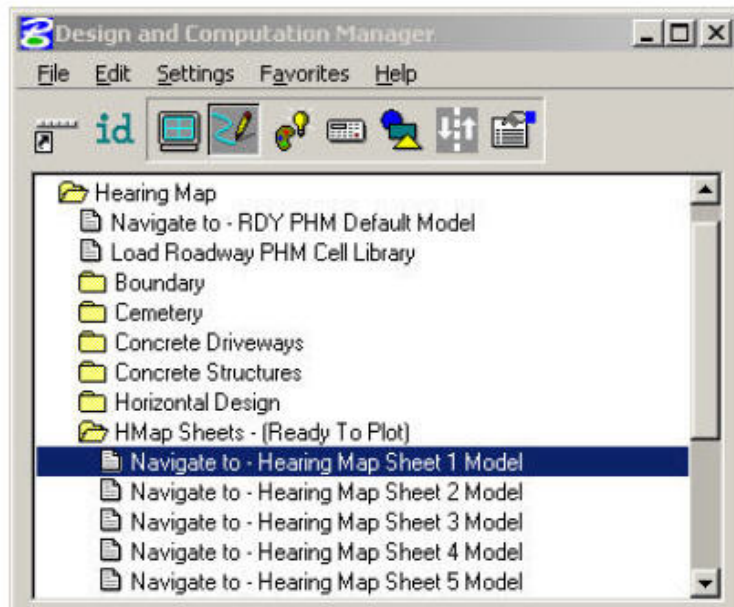 Design and Computation Manager
File Edit Settings Favorites Help
id
Hearing Map
Navigate to - RDY PHM Default Model
Load Roadway PHM Cell Library
Boundary
Cemetery
Concrete Driveways
Concrete Structures
Horizontal Design
HMap Sheets - (Ready To Plot)
Navigate to - Hearing Map Sheet 1 Model
Navigate to - Hearing Map Sheet 2 Model
Navigate to - Hearing Map Sheet 3 Model
Navigate to - Hearing Map Sheet 4 Model
Navigate to - Hearing Map Sheet 5 Model